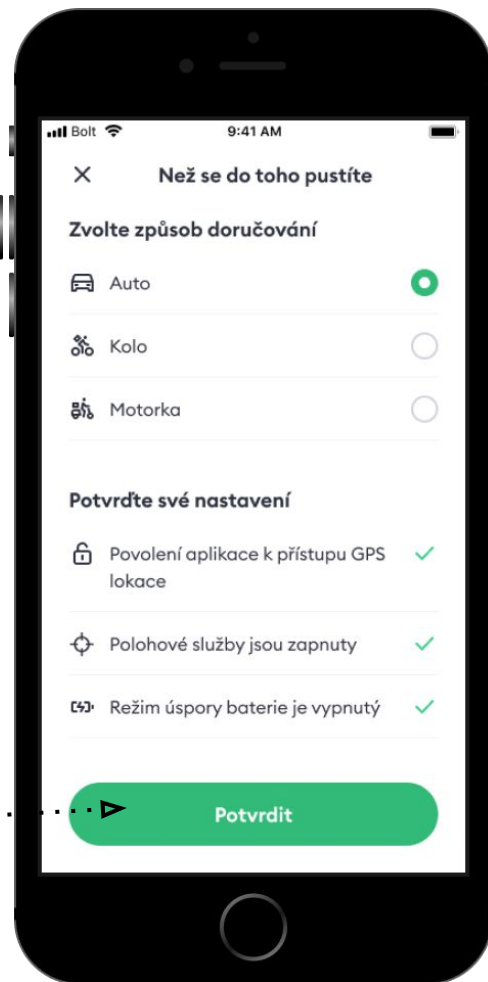 Bolt 9:41 AM
Než se do toho pustíte
Zvolte způsob doručování
Auto
Kolo
Motorka
Potvrďte své nastavení
Povolení aplikace k přístupu GPS
lokace
Polohové služby jsou zapnuty
Režim úspory baterie je vypnutý
Potvrdit